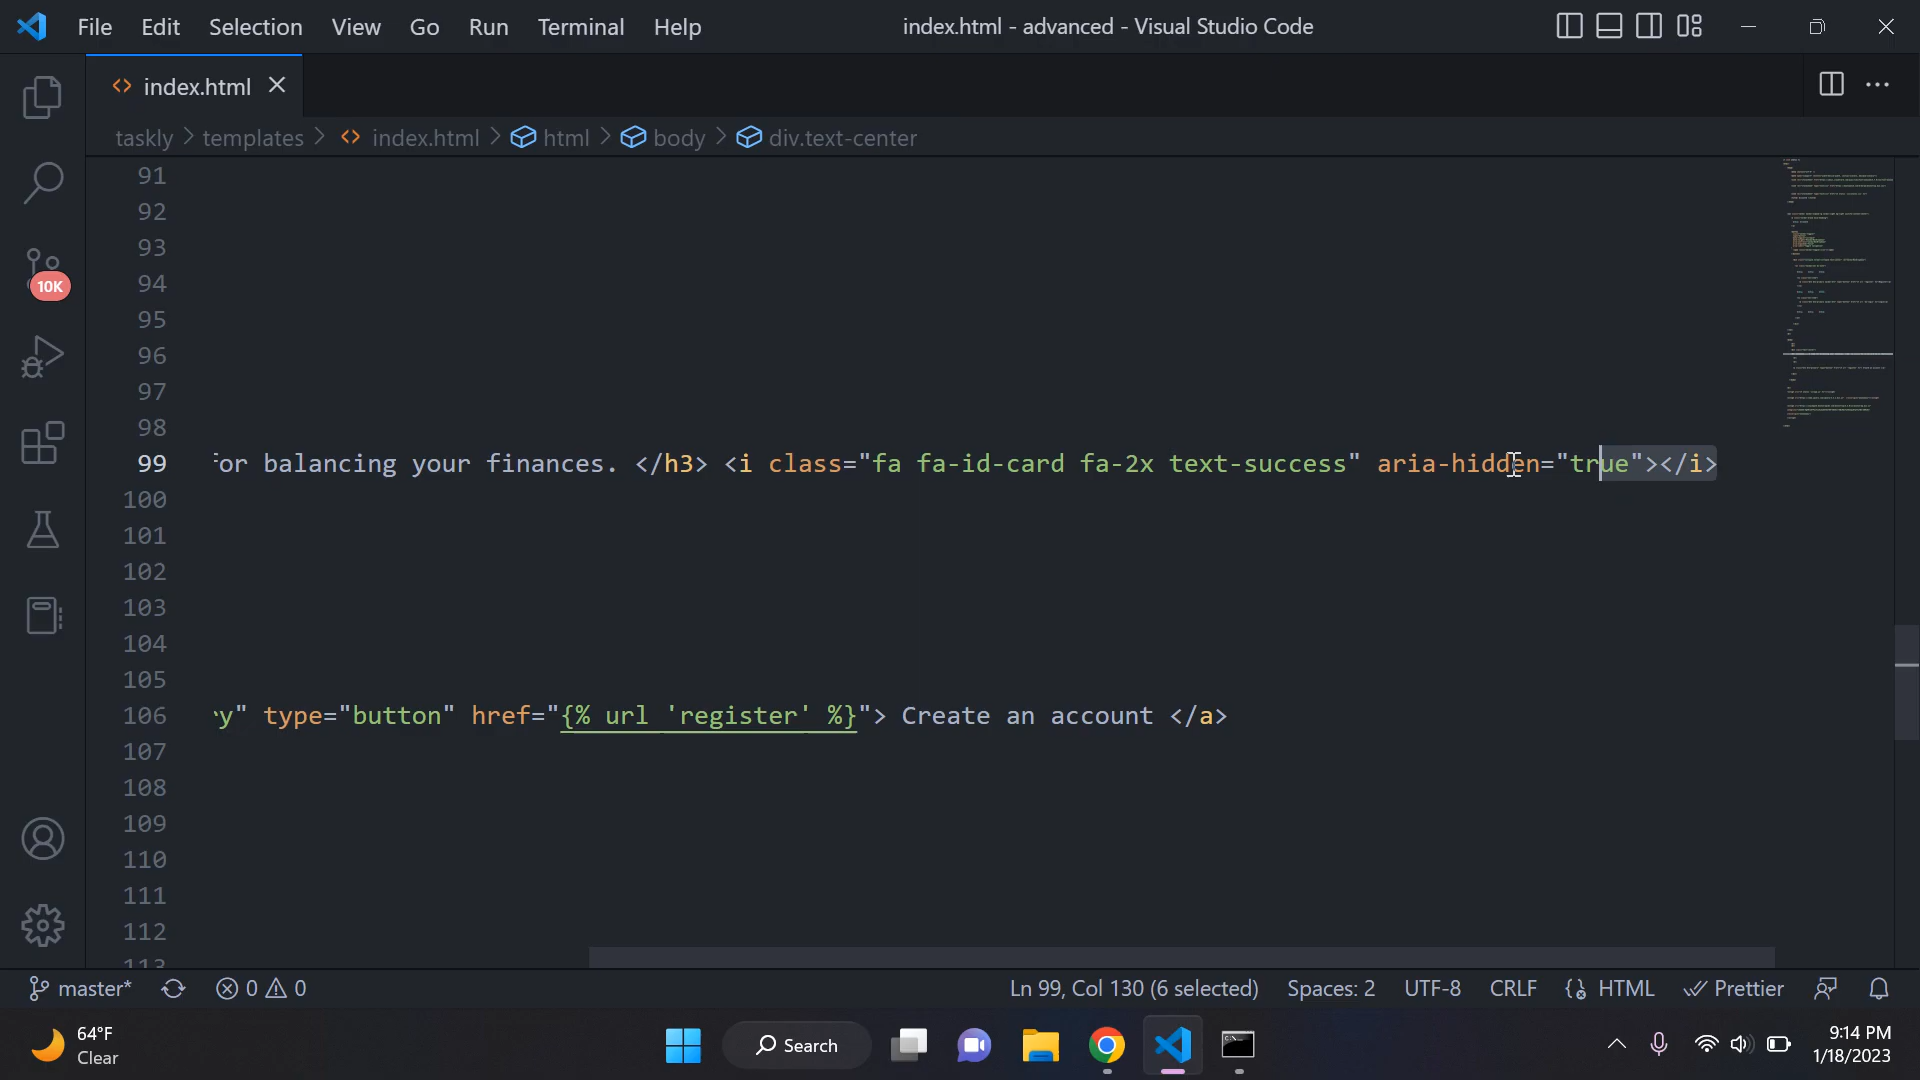 File Edit Selection View Go Run Terminal Help index.html - advanced - Visual Studio Code
index.html
taskly > templates > index.html > html > body > div.text-center
91
92
93
94
95
96
97
98
99 for balancing your finances. </h3> <i class="fa fa-id-card fa-2x text-success" aria-hidden="true"></i>
100
101
102
103
104
105
106 ry" type="button" href="{% url 'register' %}"> Create an account </a>
107
108
109
110
111
112
113
10K
master* 0 0 Ln 99, Col 130 (6 selected) Spaces: 2 UTF-8 CRLF HTML Prettier
64°F
Clear
Search
9:14 PM
1/18/2023